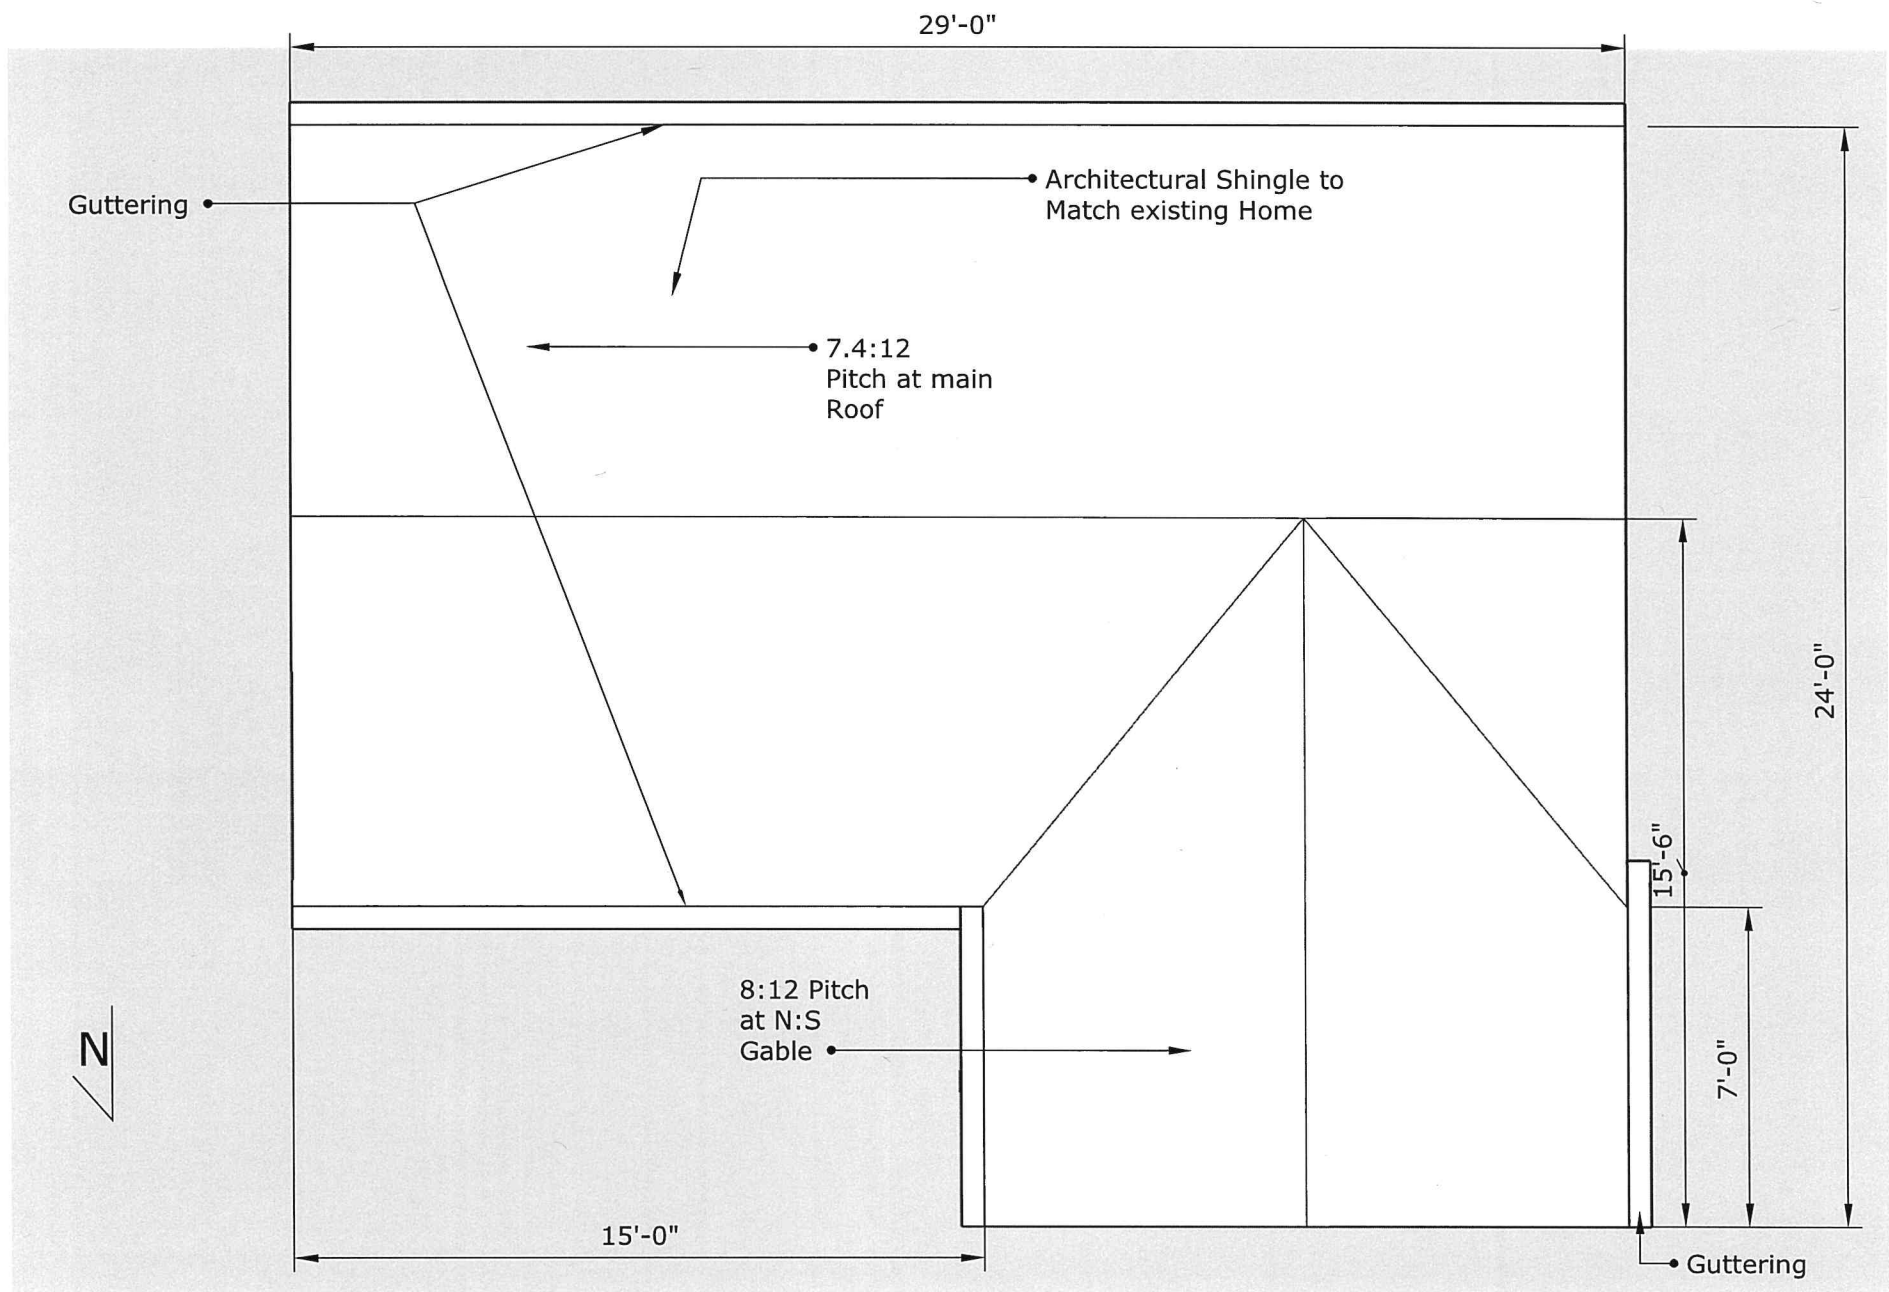 29'-0"
Guttering
Architectural Shingle to
Match existing Home
7.4:12
Pitch at main
Roof
24'-0"
15'-6"
7'-0"
8:12 Pitch
at N:S
Gable
N
15'-0"
Guttering